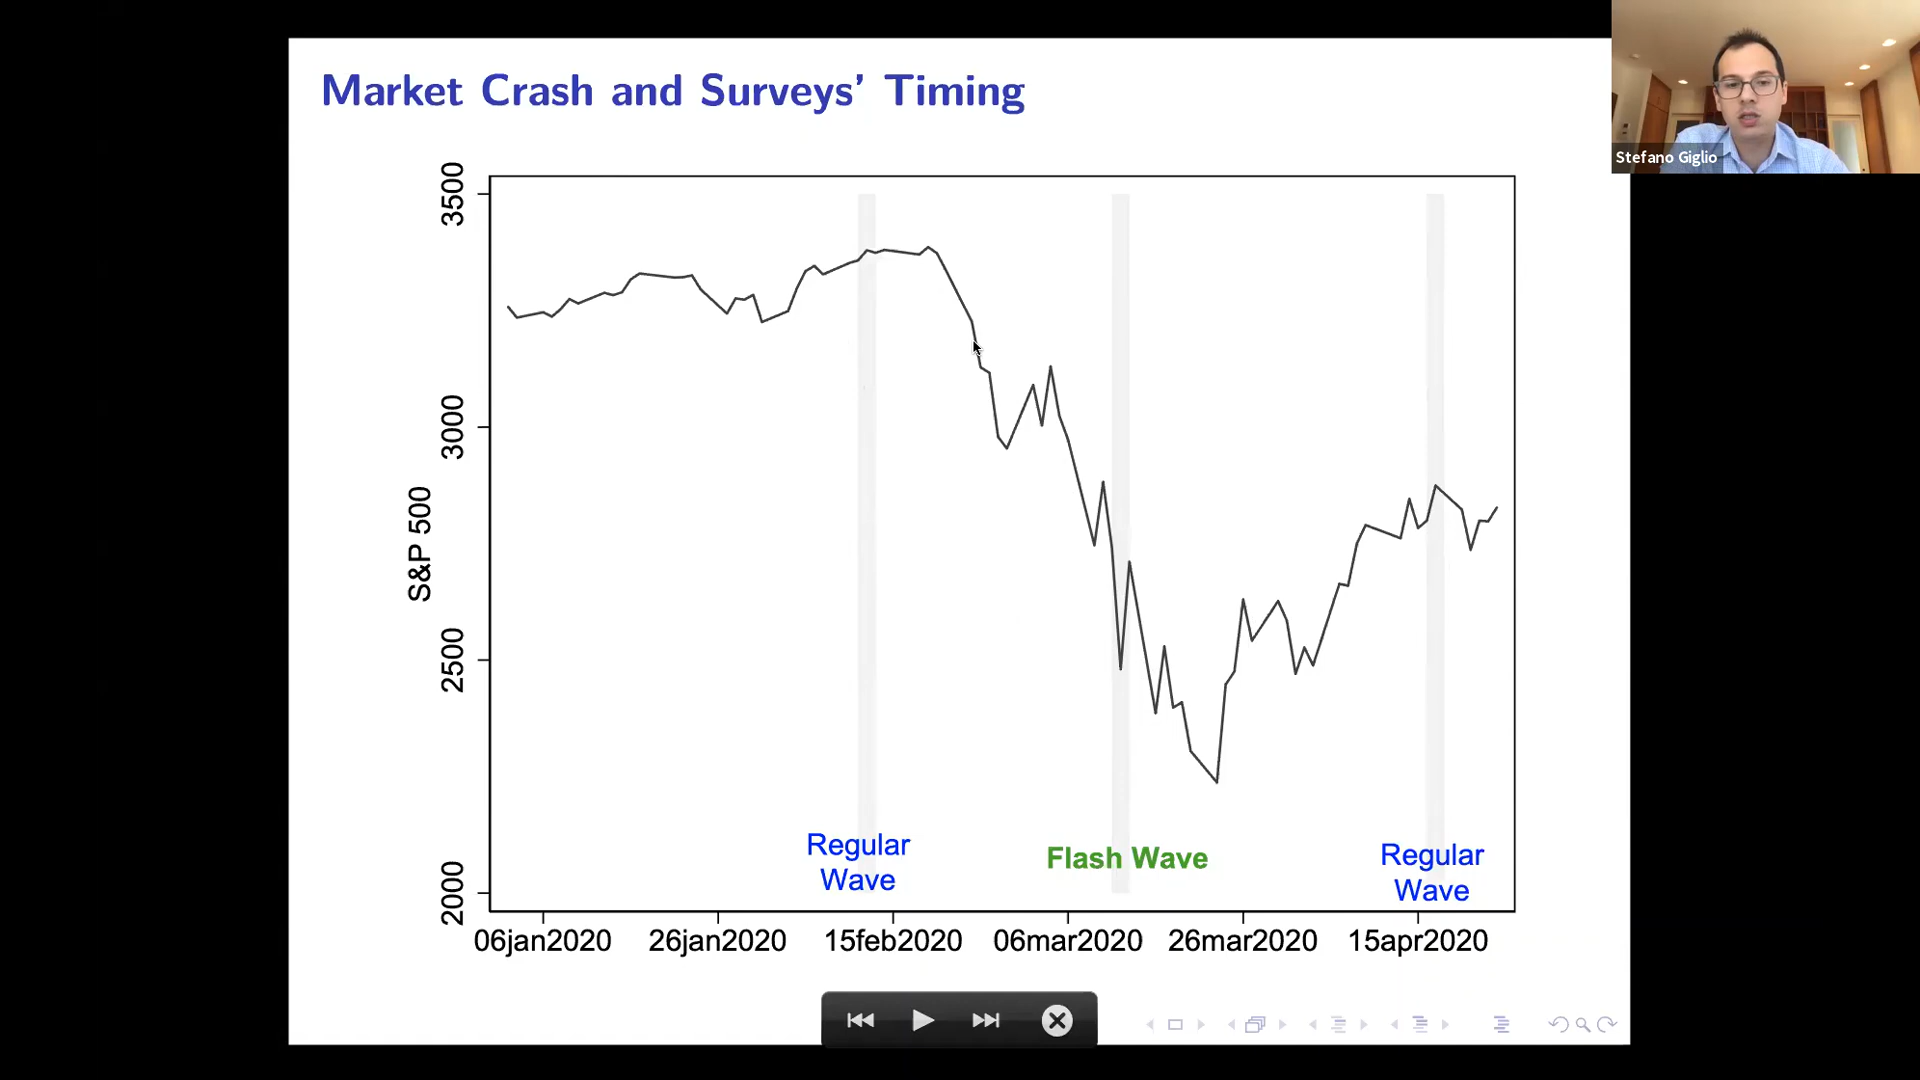 Market Crash and Surveys' Timing
Stefano Giglio
S&P 500
3500
3000
2500
2000
Regular
Wave
Flash Wave
Regular
Wave
06jan2020 26jan2020 15feb2020 06mar2020 26mar2020 15apr2020